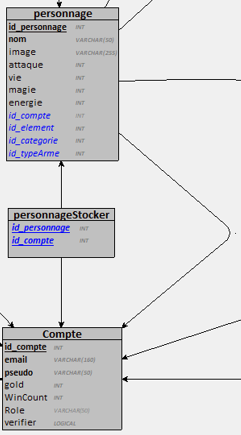 personnage
id_personnage INT
nom VARCHAR(50)
image VARCHAR(255)
attaque INT
vie INT
magie INT
energie INT
id_compte INT
id_element INT
id_categorie INT
id_typeArme INT
personnageStocker
id_personnage INT
id_compte INT
Compte
id_compte INT
email VARCHAR(160)
pseudo VARCHAR(50)
gold INT
WinCount INT
Role VARCHAR(50)
verifier LOGICAL